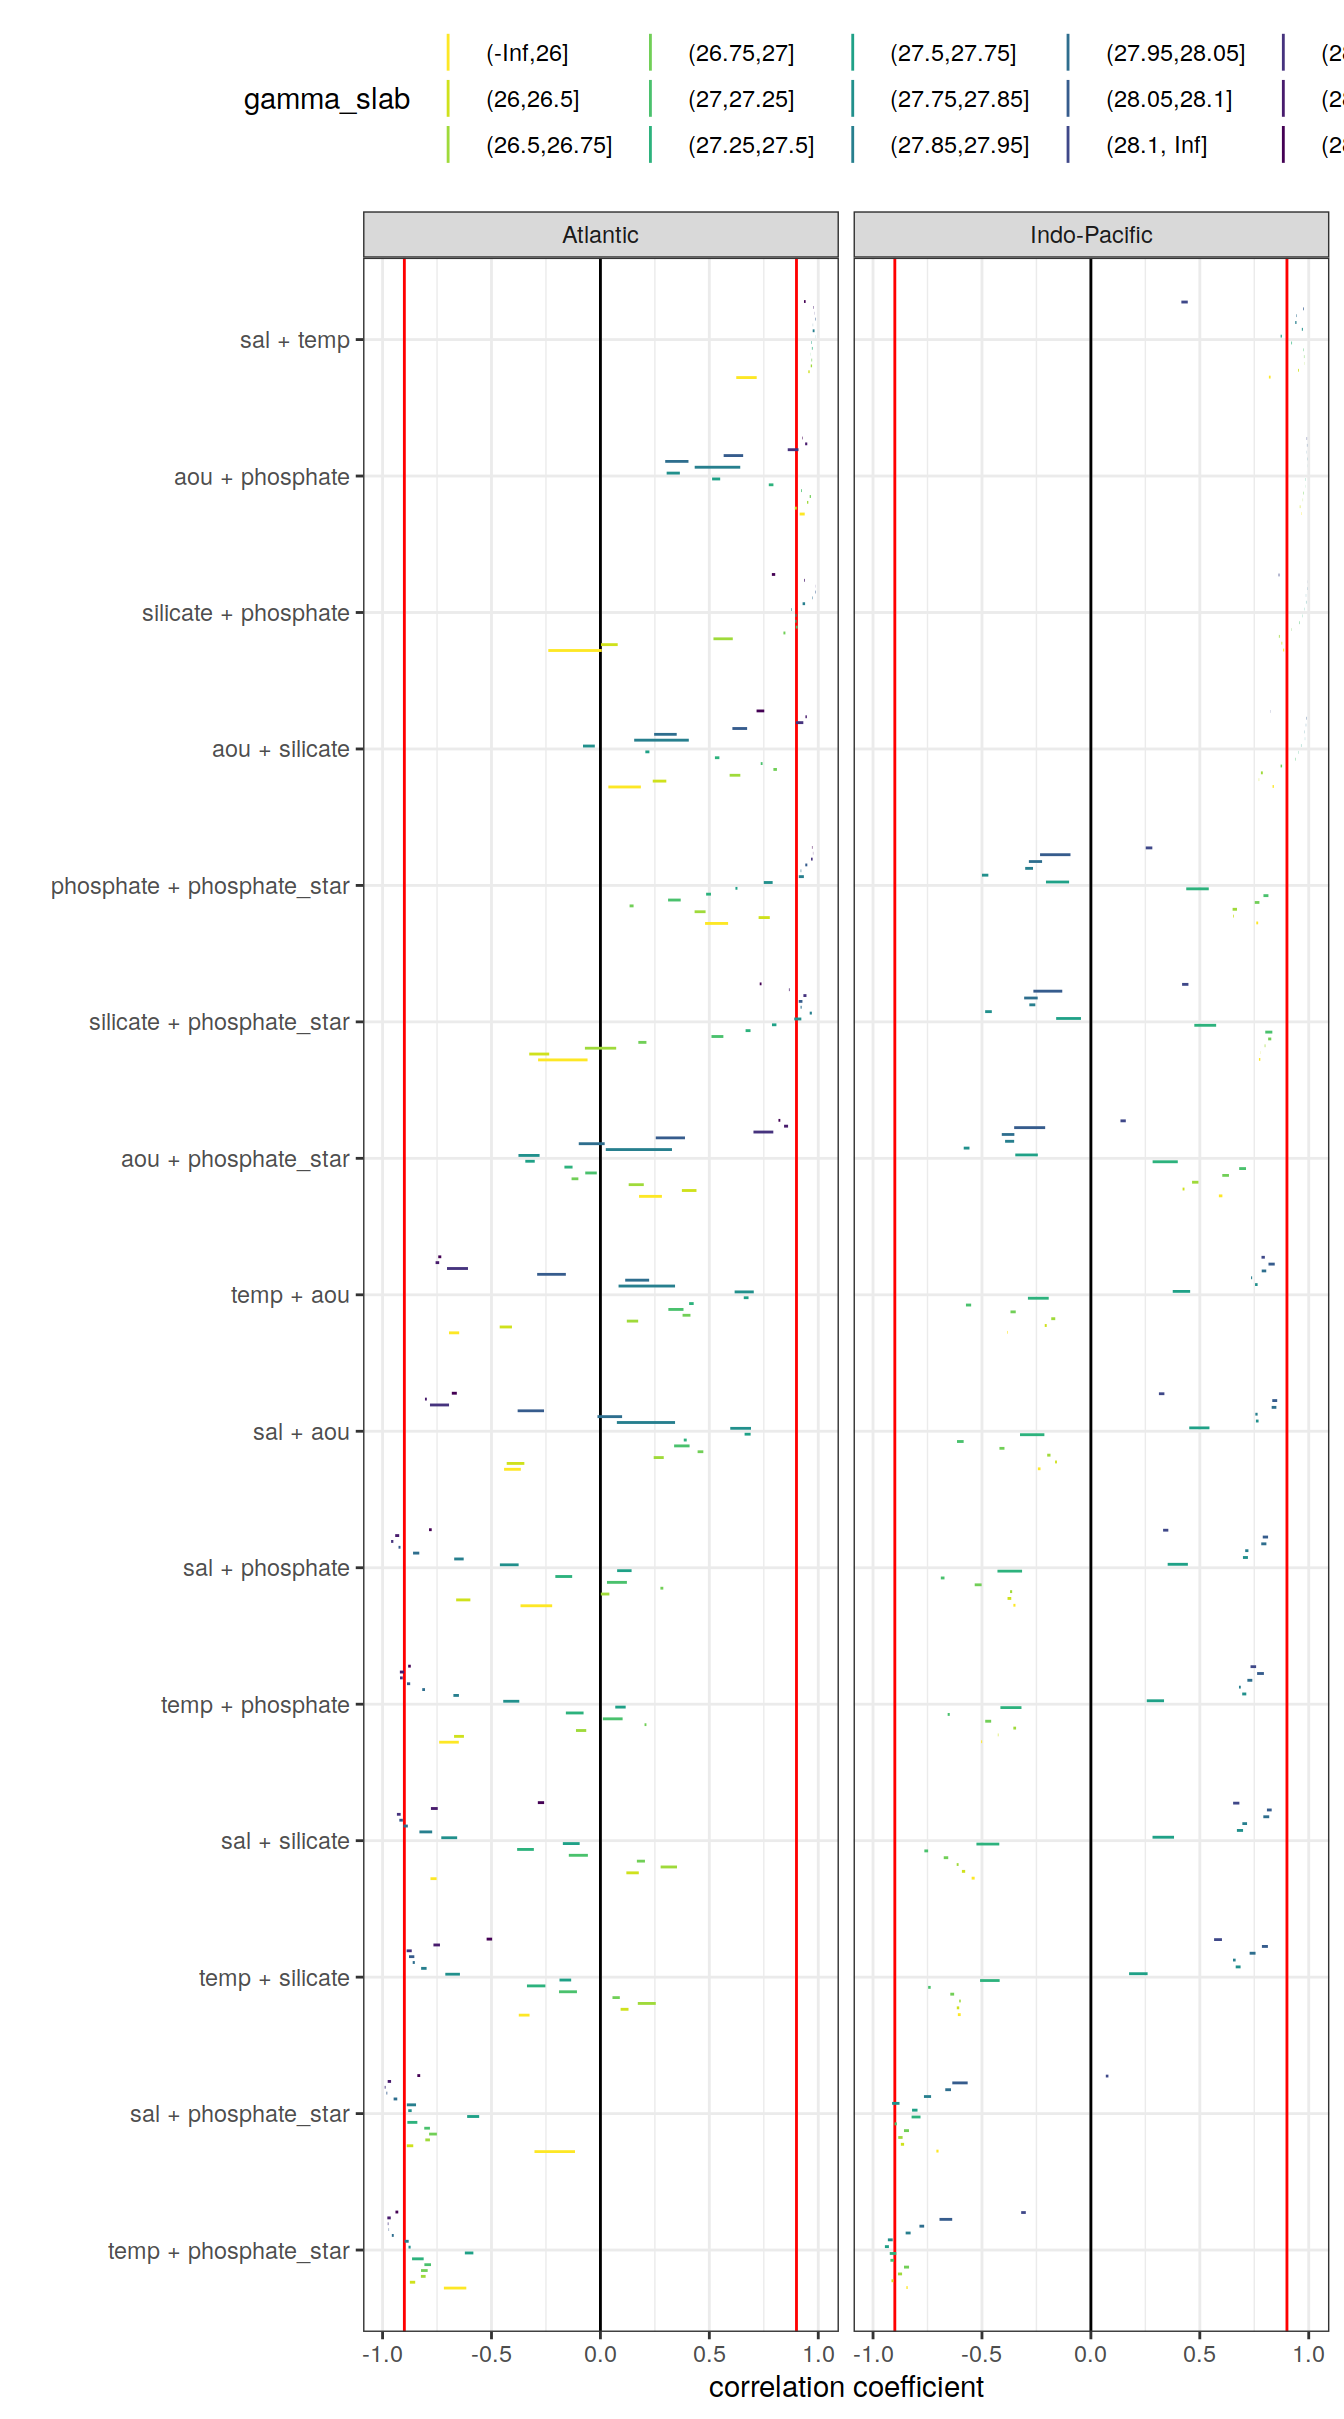 (-Inf,26] (26.75,27] (27.5,27.75] (27.95,28.05]
gamma_slab (26,26.5] (27,27.25] (27.75,27.85] (28.05,28.1]
(26.5,26.75] (27.25,27.5] (27.85,27.95] (28.1, Inf]
Atlantic Indo-Pacific
sal + temp
aou + phosphate
silicate + phosphate
aou + silicate
phosphate + phosphate_star
silicate + phosphate_star
aou + phosphate_star
temp + aou
sal + aou
sal + phosphate
temp + phosphate
sal + silicate
temp + silicate
sal + phosphate_star
temp + phosphate_star
-1.0 -0.5 0.0 0.5 1.0 -1.0 -0.5 0.0 0.5 1.0
correlation coefficient